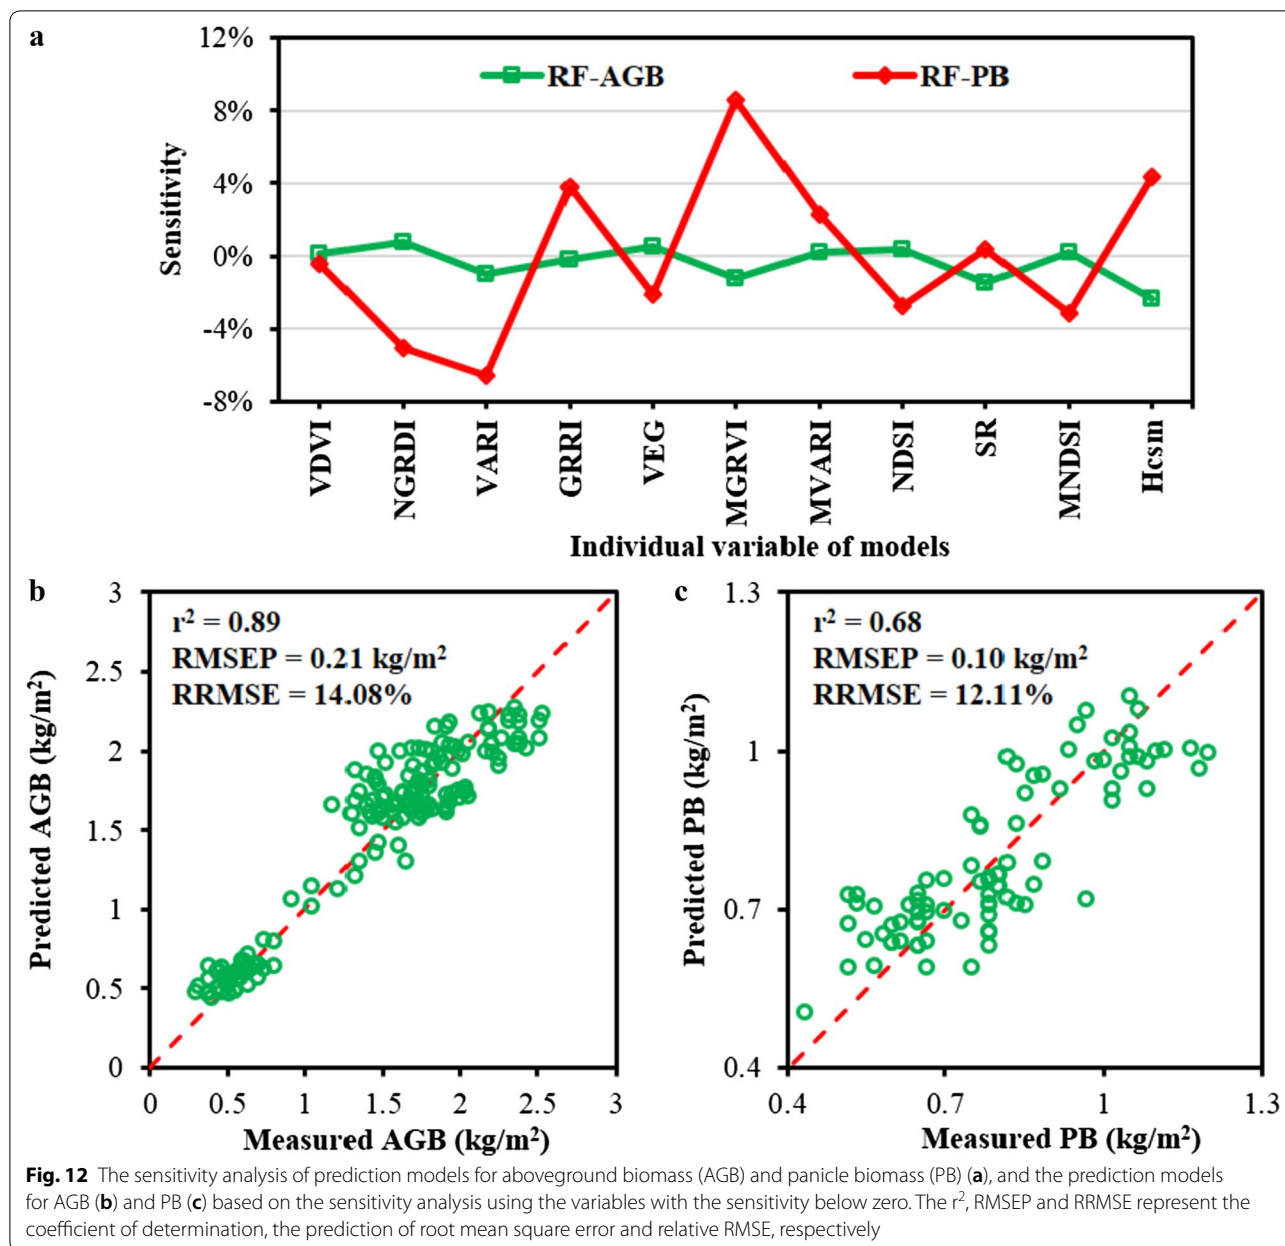 a
12%
8%
4%
0%
-4%
-8%
Sensitivity
RF-AGB
RF-PB
VDVI
NGRDI
VARI
GRRI
VEG
MGRVI
MVARI
NDSI
SR
MNDSI
Hcsm
Individual variable of models
b
3
2.5
2
1.5
1
0.5
0
Predicted AGB (kg/m²)
r² = 0.89
RMSEP = 0.21 kg/m²
RRMSE = 14.08%
0 0.5 1 1.5 2 2.5 3
Measured AGB (kg/m²)
c
1.3
1
0.7
0.4
Predicted PB (kg/m²)
r² = 0.68
RMSEP = 0.10 kg/m²
RRMSE = 12.11%
0.4 0.7 1 1.3
Measured PB (kg/m²)
Fig. 12 The sensitivity analysis of prediction models for aboveground biomass (AGB) and panicle biomass (PB) (a), and the prediction models
for AGB (b) and PB (c) based on the sensitivity analysis using the variables with the sensitivity below zero. The r², RMSEP and RRMSE represent the
coefficient of determination, the prediction of root mean square error and relative RMSE, respectively